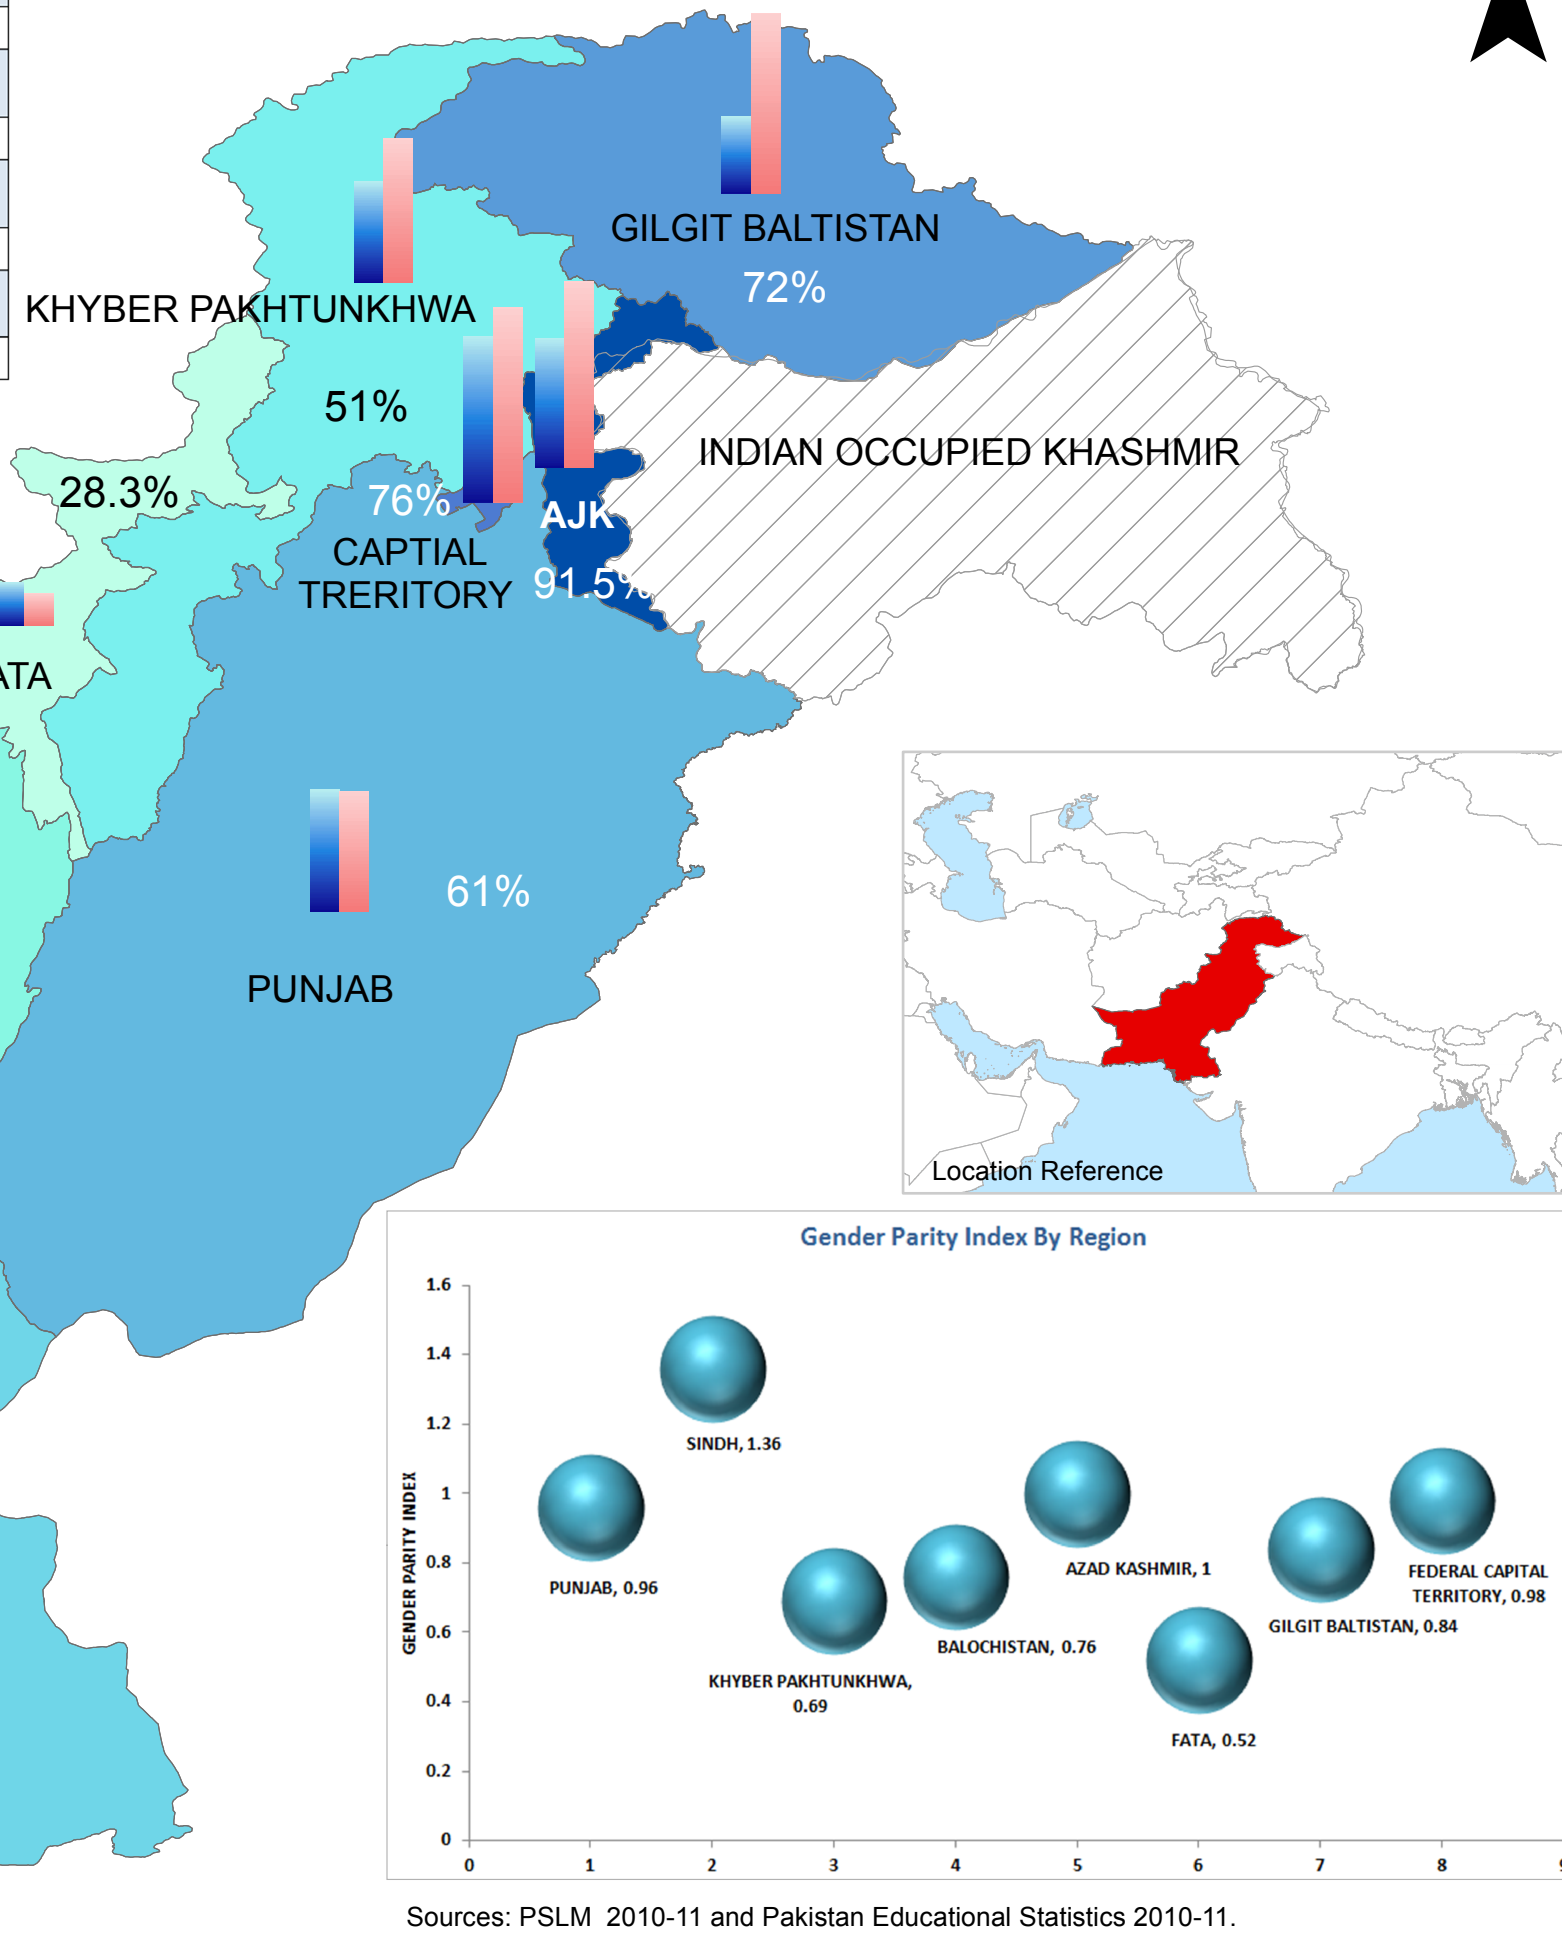 GILGIT BALTISTAN
72%
KHYBER PAKHTUNKHWA
51%
INDIAN OCCUPIED KHASHMIR
28.3%
76%
AJK
CAPTIAL
TRERITORY
91.5%
ATA
61%
PUNJAB
Location Reference
Gender Parity Index By Region
GENDER PARITY INDEX
1.6
1.4
1.2
1
0.8
0.6
0.4
0.2
0
SINDH, 1.36
PUNJAB, 0.96
AZAD KASHMIR, 1
FEDERAL CAPITAL
TERRITORY, 0.98
GILGIT BALTISTAN, 0.84
BALOCHISTAN, 0.76
KHYBER PAKHTUNKHWA,
0.69
FATA, 0.52
0 1 2 3 4 5 6 7 8
Sources: PSLM 2010-11 and Pakistan Educational Statistics 2010-11.